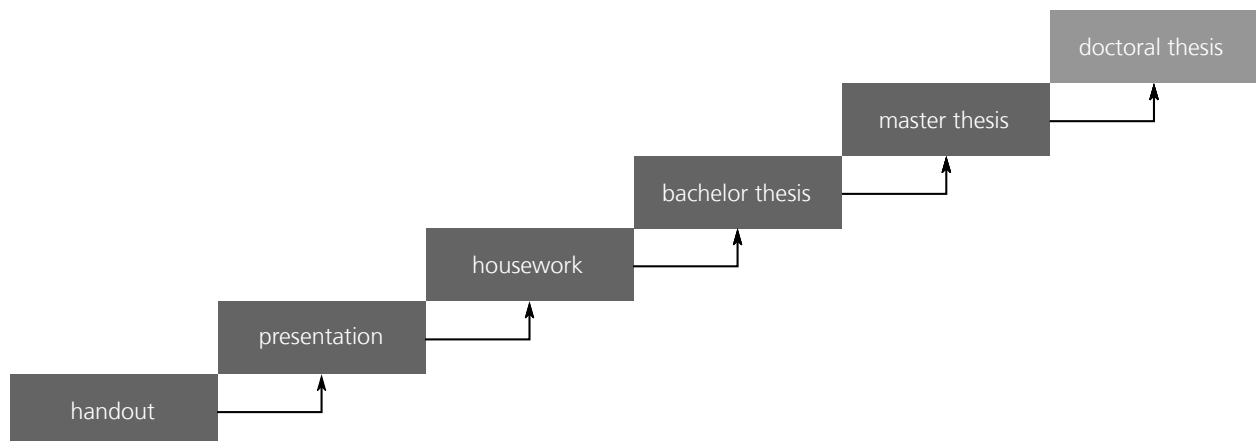 doctoral thesis
master thesis
bachelor thesis
housework
presentation
handout